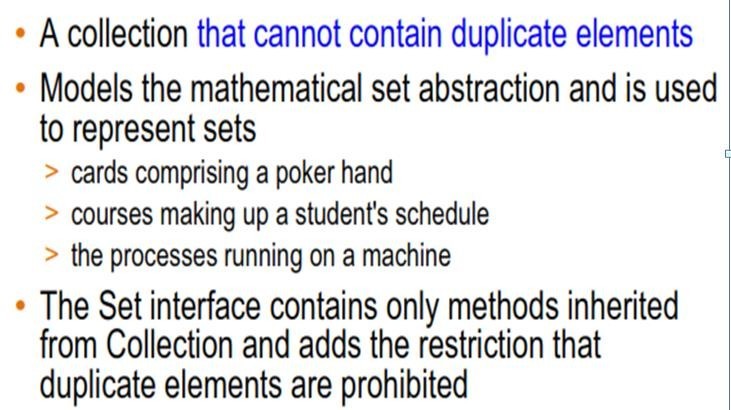 • A collection that cannot contain duplicate elements
• Models the mathematical set abstraction and is used
to represent sets
> cards comprising a poker hand
> courses making up a student's schedule
> the processes running on a machine
• The Set interface contains only methods inherited
from Collection and adds the restriction that
duplicate elements are prohibited